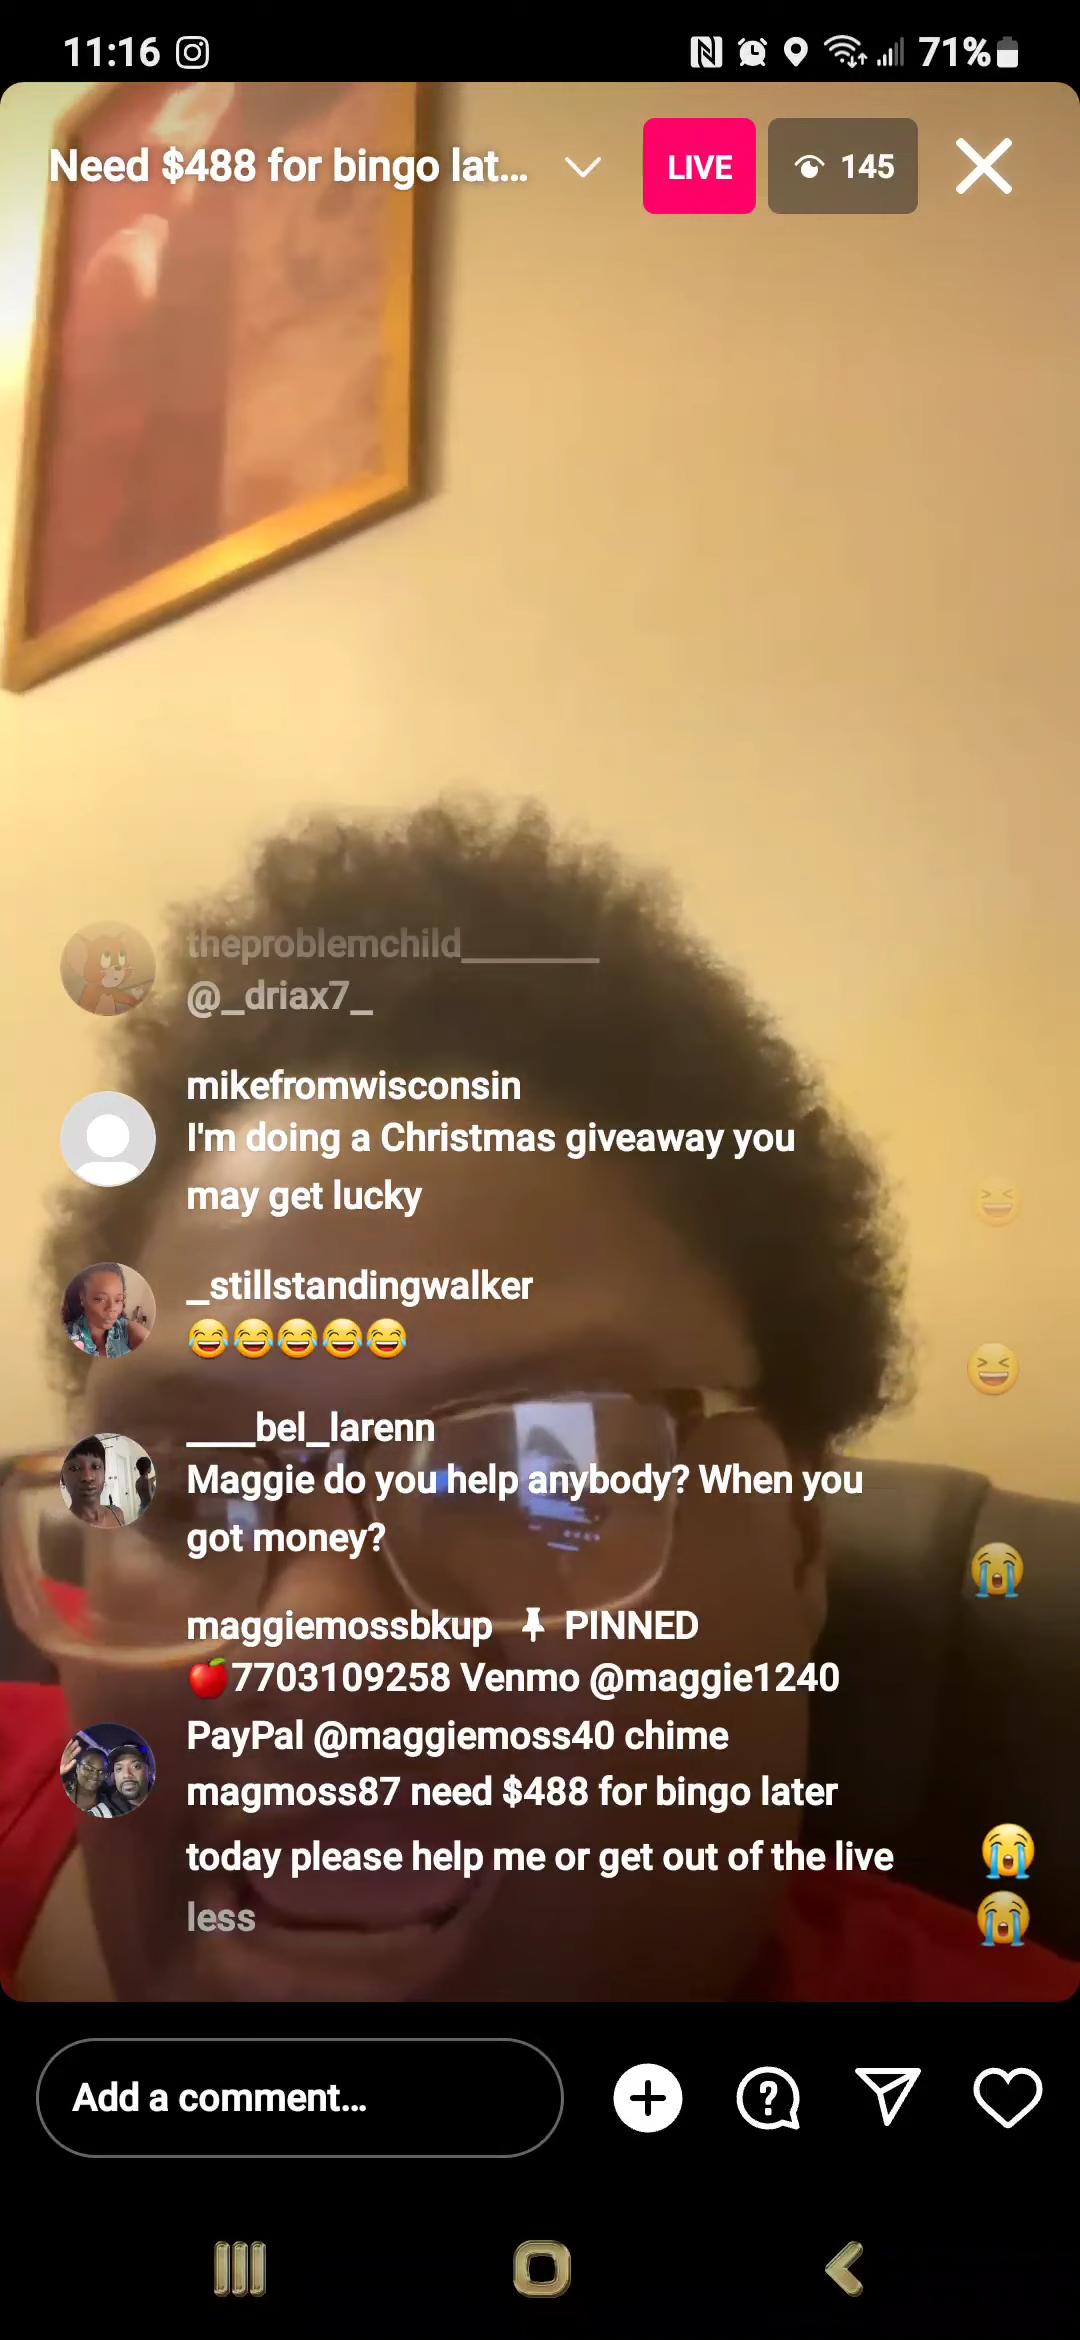 11:16
71%
Need $488 for bingo lat...
LIVE
145
theproblemchild________
@_driax7_
mikefromwisconsin
I'm doing a Christmas giveaway you
may get lucky
_stillstandingwalker
😂😂😂😂😂
____bel_larenn
Maggie do you help anybody? When you
got money?
maggiemossbkup 📌 PINNED
🍎7703109258 Venmo @maggie1240
PayPal @maggiemoss40 chime
magmoss87 need $488 for bingo later
today please help me or get out of the live
less
Add a comment...